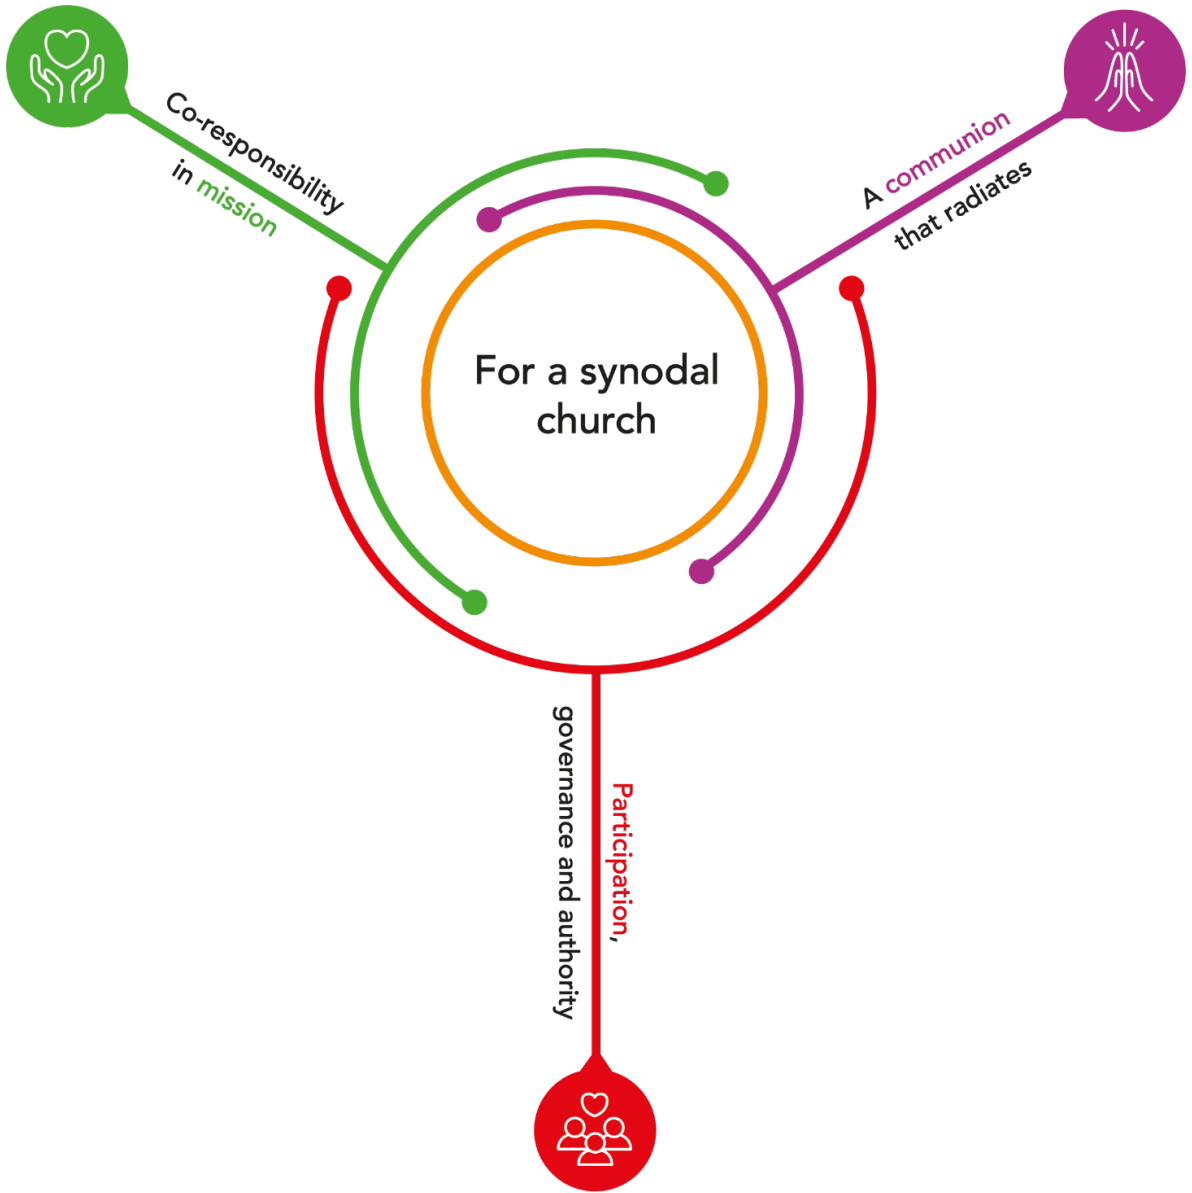 Co-responsibility
in mission
A communion
that radiates
For a synodal
church
Participation,
governance and authority